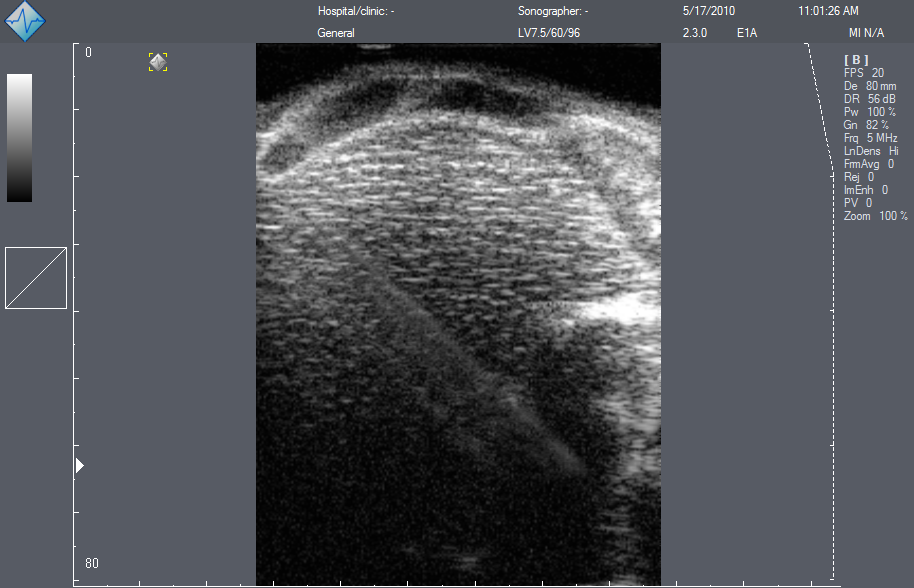 Hospital/clinic: - Sonographer: - 5/17/2010 11:01:26 AM
General LV7.5/60/96 2.3.0 E1A MI N/A
0
[ B ]
FPS 20
De 80 mm
DR 56 dB
Pw 100 %
Gn 82 %
Frq 5 MHz
LnDens Hi
FrmAvg 0
Rej 0
ImEnh 0
PV 0
Zoom 100 %
80